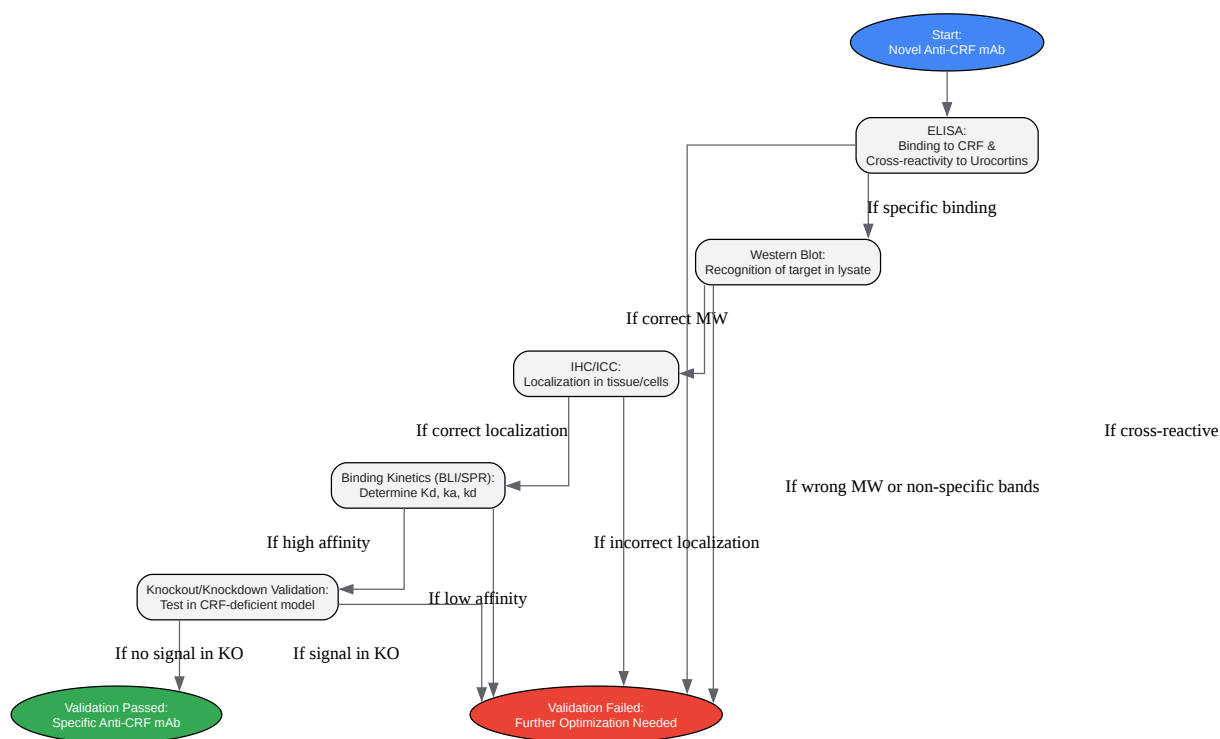 Start:
Novel Anti-CRF mAb
ELISA:
Binding to CRF &
Cross-reactivity to Urocortins
If specific binding
Western Blot:
Recognition of target in lysate
If correct MW
IHC/ICC:
Localization in tissue/cells
If correct localization
If cross-reactive
Binding Kinetics (BLI/SPR):
Determine Kd, ka, kd
If wrong MW or non-specific bands
If high affinity
If incorrect localization
Knockout/Knockdown Validation:
Test in CRF-deficient model
If low affinity
If no signal in KO
If signal in KO
Validation Passed:
Specific Anti-CRF mAb
Validation Failed:
Further Optimization Needed